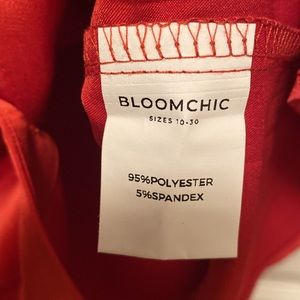 BLOOMCHIC
SIZES 10-30
95%POLYESTER
5%SPANDEX